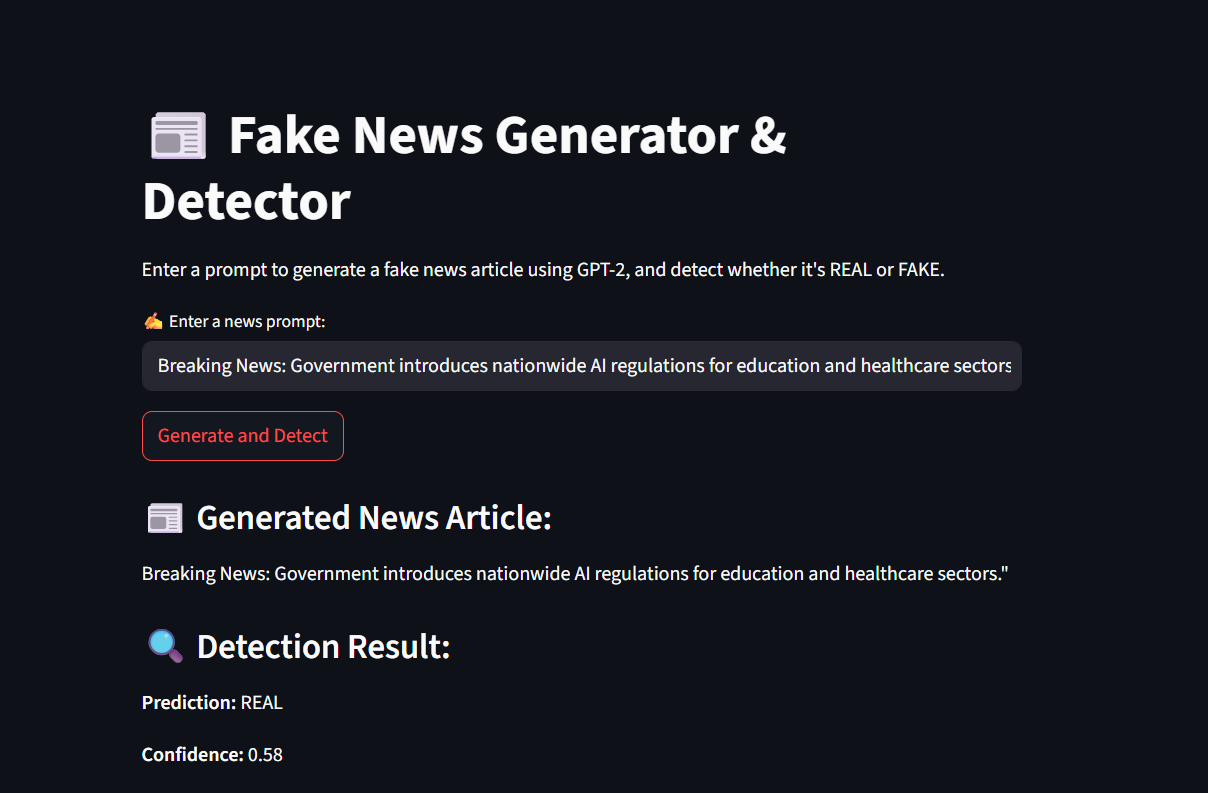 📰 Fake News Generator &
Detector
Enter a prompt to generate a fake news article using GPT-2, and detect whether it's REAL or FAKE.
✍️ Enter a news prompt:
Breaking News: Government introduces nationwide AI regulations for education and healthcare sectors
Generate and Detect
📰 Generated News Article:
Breaking News: Government introduces nationwide AI regulations for education and healthcare sectors."
🔍 Detection Result:
Prediction: REAL
Confidence: 0.58